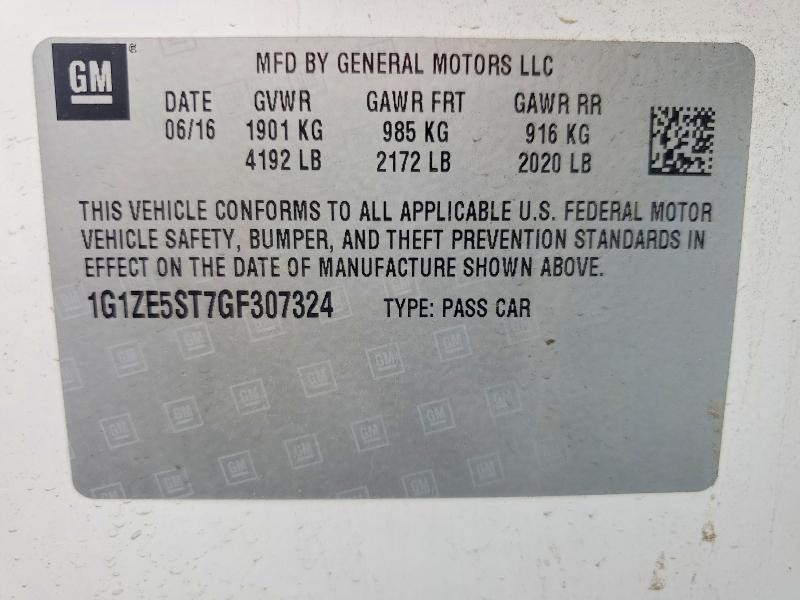 GM
MFD BY GENERAL MOTORS LLC
DATE GVWR GAWR FRT GAWR RR
06/16 1901 KG 985 KG 916 KG
4192 LB 2172 LB 2020 LB
THIS VEHICLE CONFORMS TO ALL APPLICABLE U.S. FEDERAL MOTOR
VEHICLE SAFETY, BUMPER, AND THEFT PREVENTION STANDARDS IN
EFFECT ON THE DATE OF MANUFACTURE SHOWN ABOVE.
1G1ZE5ST7GF307324 TYPE: PASS CAR